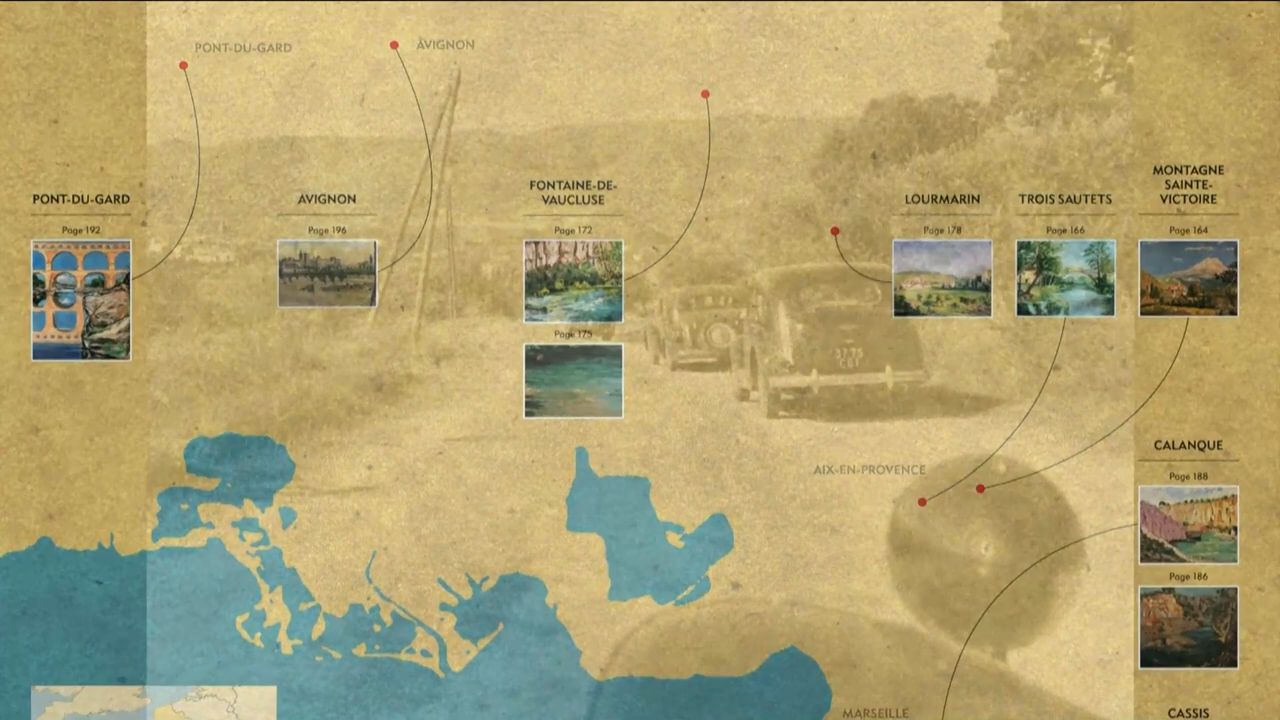 PONT-DU-GARD
AVIGNON
PONT-DU-GARD
Page 192
AVIGNON
Page 196
FONTAINE-DE-
VAUCLUSE
Page 172
Page 175
LOURMARIN
Page 178
TROIS SAUTETS
Page 166
MONTAGNE
SAINTE-
VICTOIRE
Page 164
AIX-EN-PROVENCE
CALANQUE
Page 188
Page 186
MARSEILLE
CASSIS